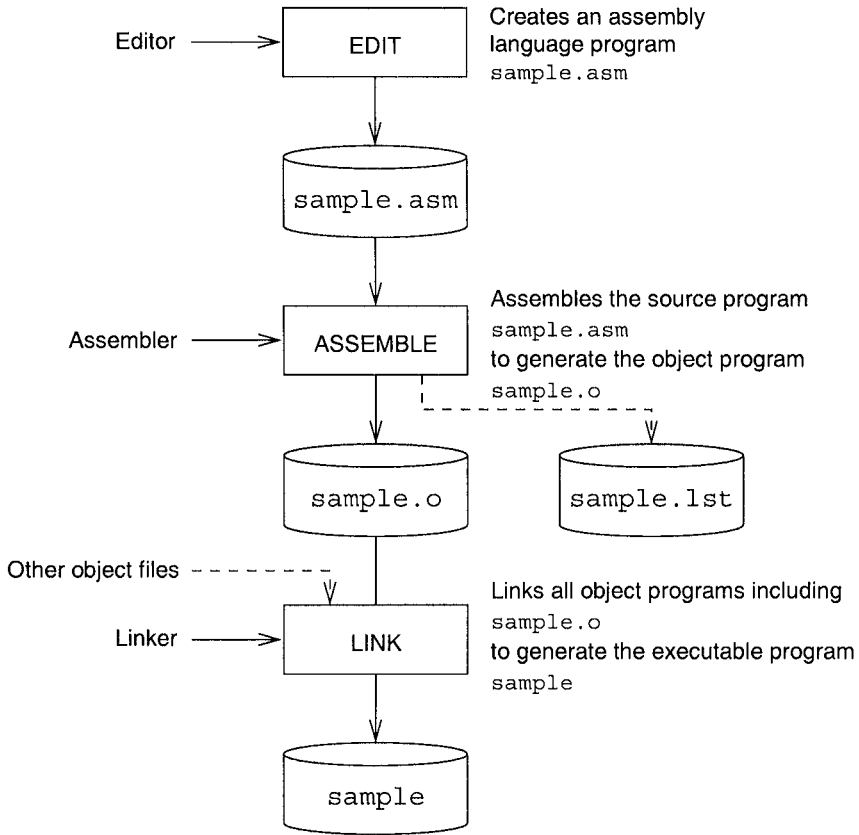 Editor
EDIT
Creates an assembly
language program
sample.asm
sample.asm
Assembler
ASSEMBLE
Assembles the source program
sample.asm
to generate the object program
sample.o
sample.o
sample.lst
Other object files
Linker
LINK
Links all object programs including
sample.o
to generate the executable program
sample
sample